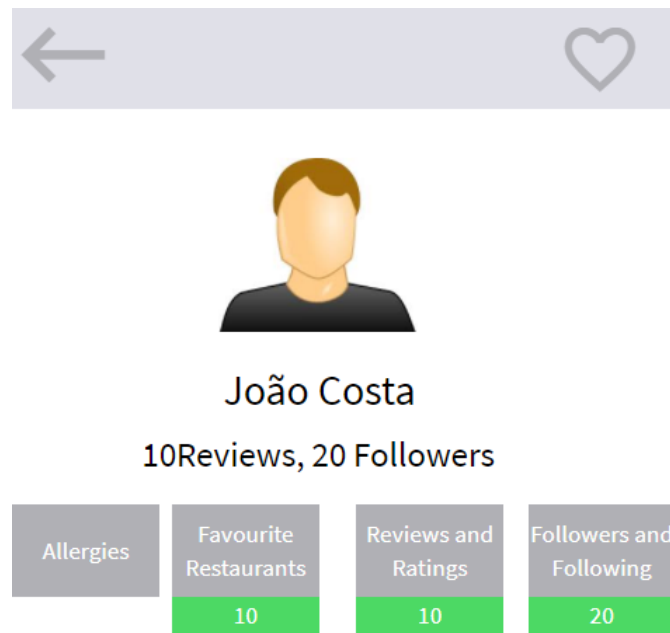 João Costa
10Reviews, 20 Followers
Allergies
Favourite
Restaurants
10
Reviews and
Ratings
10
Followers and
Following
20